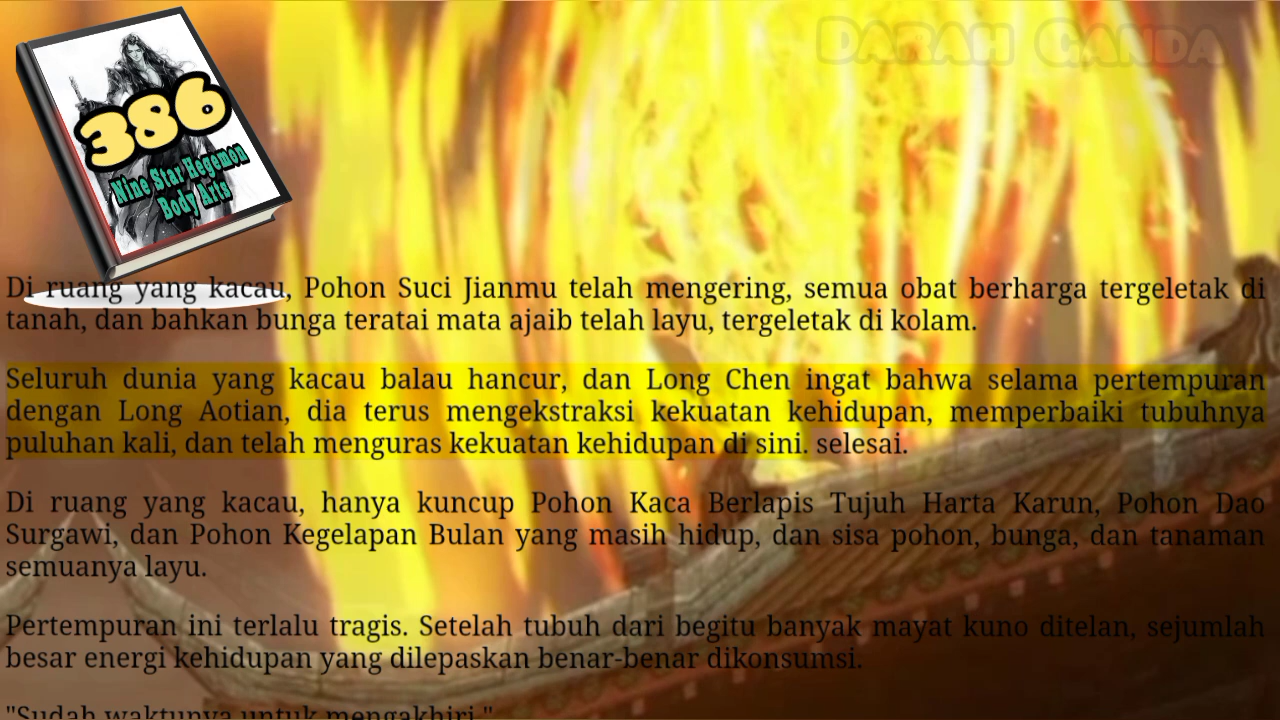 DARAH GANDA
386
Nine Star Hegemon
Body Arts
Di ruang yang kacau, Pohon Suci Jianmu telah mengering, semua obat berharga tergeletak di
tanah, dan bahkan bunga teratai mata ajaib telah layu, tergeletak di kolam.
Seluruh dunia yang kacau balau hancur, dan Long Chen ingat bahwa selama pertempuran
dengan Long Aotian, dia terus mengekstraksi kekuatan kehidupan, memperbaiki tubuhnya
puluhan kali, dan telah menguras kekuatan kehidupan di sini. selesai.
Di ruang yang kacau, hanya kuncup Pohon Kaca Berlapis Tujuh Harta Karun, Pohon Dao
Surgawi, dan Pohon Kegelapan Bulan yang masih hidup, dan sisa pohon, bunga, dan tanaman
semuanya layu.
Pertempuran ini terlalu tragis. Setelah tubuh dari begitu banyak mayat kuno ditelan, sejumlah
besar energi kehidupan yang dilepaskan benar-benar dikonsumsi.
"Sudah waktunya untuk mengakhiri."